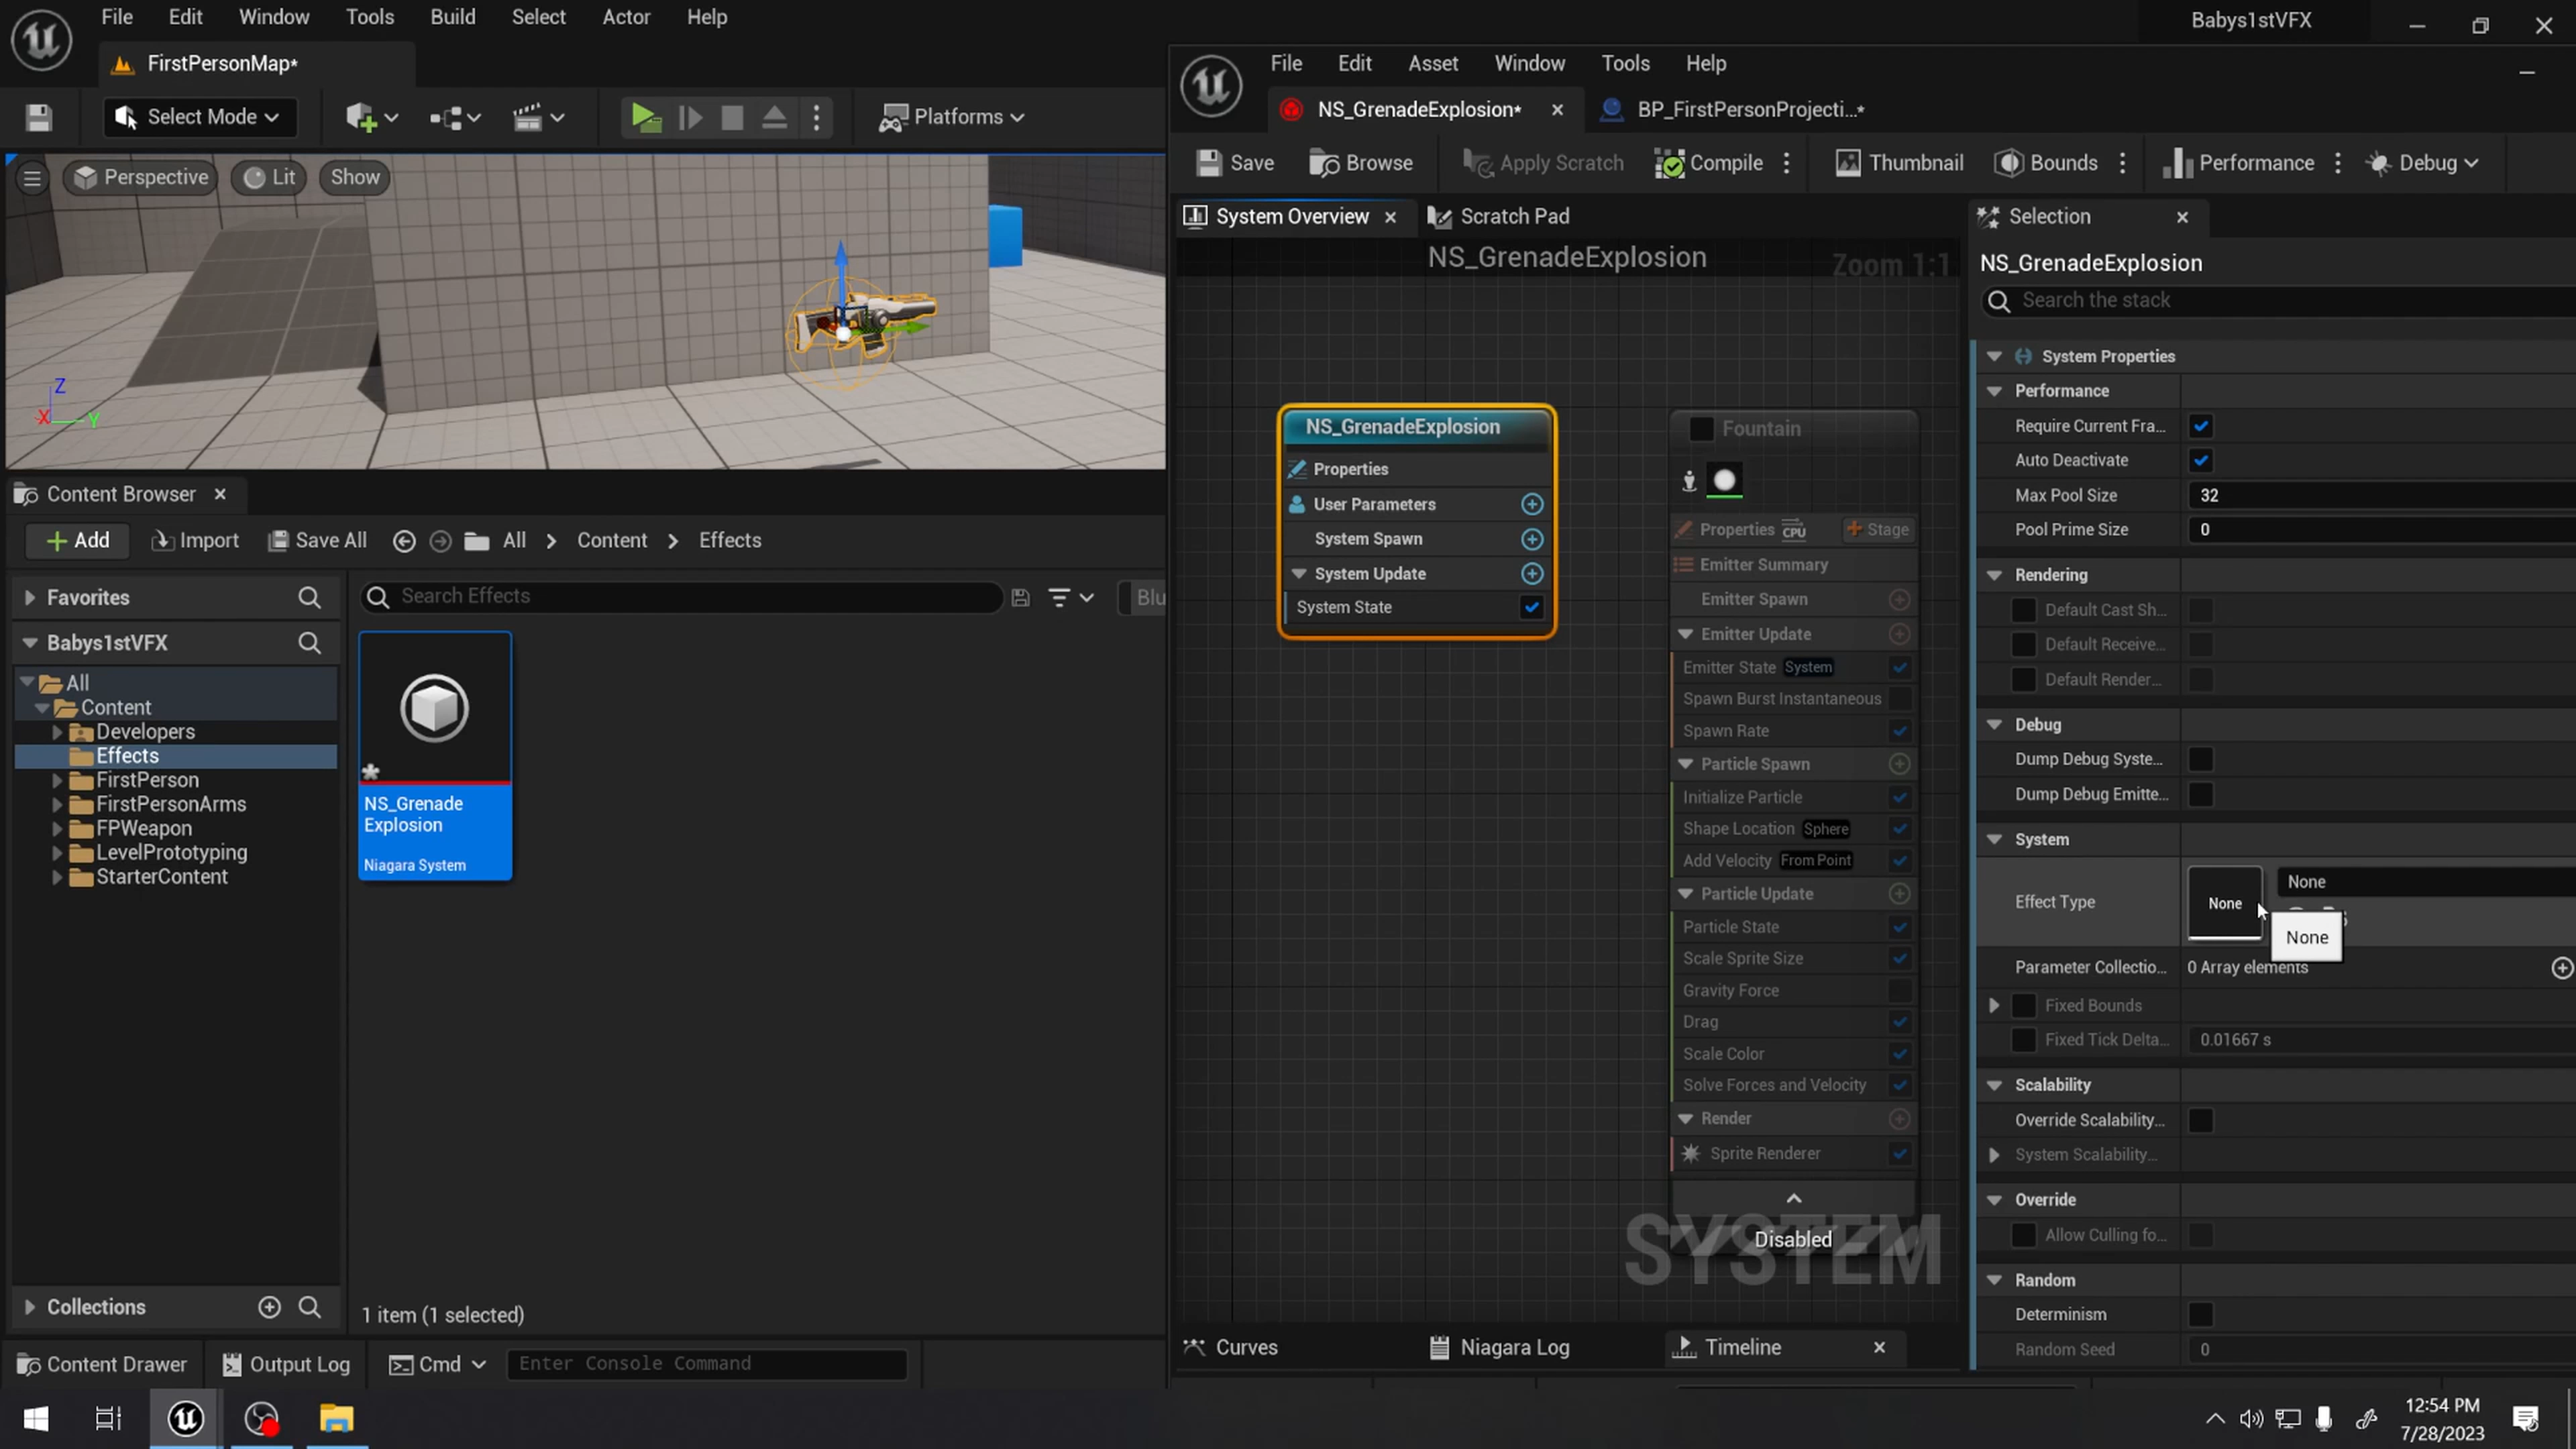 File Edit Window Tools Build Select Actor Help
Babys1stVFX
FirstPersonMap*
Select Mode
Platforms
Perspective
Lit
Show
Z
X
Y
Content Browser
Add
Import
Save All
All > Content > Effects
Favorites
Search Effects
Blu
Babys1stVFX
All
Content
Developers
Effects
FirstPerson
FirstPersonArms
FPWeapon
LevelPrototyping
StarterContent
NS_Grenade
Explosion
Niagara System
Collections
1 item (1 selected)
Content Drawer
Output Log
Cmd
Enter Console Command
File Edit Asset Window Tools Help
NS_GrenadeExplosion*
BP_FirstPersonProjecti...*
Save
Browse
Apply Scratch
Compile
Thumbnail
Bounds
Performance
Debug
System Overview
Scratch Pad
NS_GrenadeExplosion
Zoom 1:1
NS_GrenadeExplosion
Properties
User Parameters
System Spawn
System Update
System State
Fountain
Properties
CPU
Stage
Emitter Summary
Emitter Spawn
Emitter Update
Emitter State System
Spawn Burst Instantaneous
Spawn Rate
Particle Spawn
Initialize Particle
Shape Location Sphere
Add Velocity From Point
Particle Update
Particle State
Scale Sprite Size
Gravity Force
Drag
Scale Color
Solve Forces and Velocity
Render
Sprite Renderer
Disabled
SYSTEM
Curves
Niagara Log
Timeline
Selection
NS_GrenadeExplosion
Search the stack
System Properties
Performance
Require Current Fra...
Auto Deactivate
Max Pool Size 32
Pool Prime Size 0
Rendering
Default Cast Sh...
Default Receive...
Default Render...
Debug
Dump Debug Syste...
Dump Debug Emitte...
System
Effect Type
None
None
None
Parameter Collectio... 0 Array elements
Fixed Bounds
Fixed Tick Delta... 0.01667 s
Scalability
Override Scalability...
System Scalability...
Override
Allow Culling fo...
Random
Determinism
Random Seed 0
12:54 PM
7/28/2023